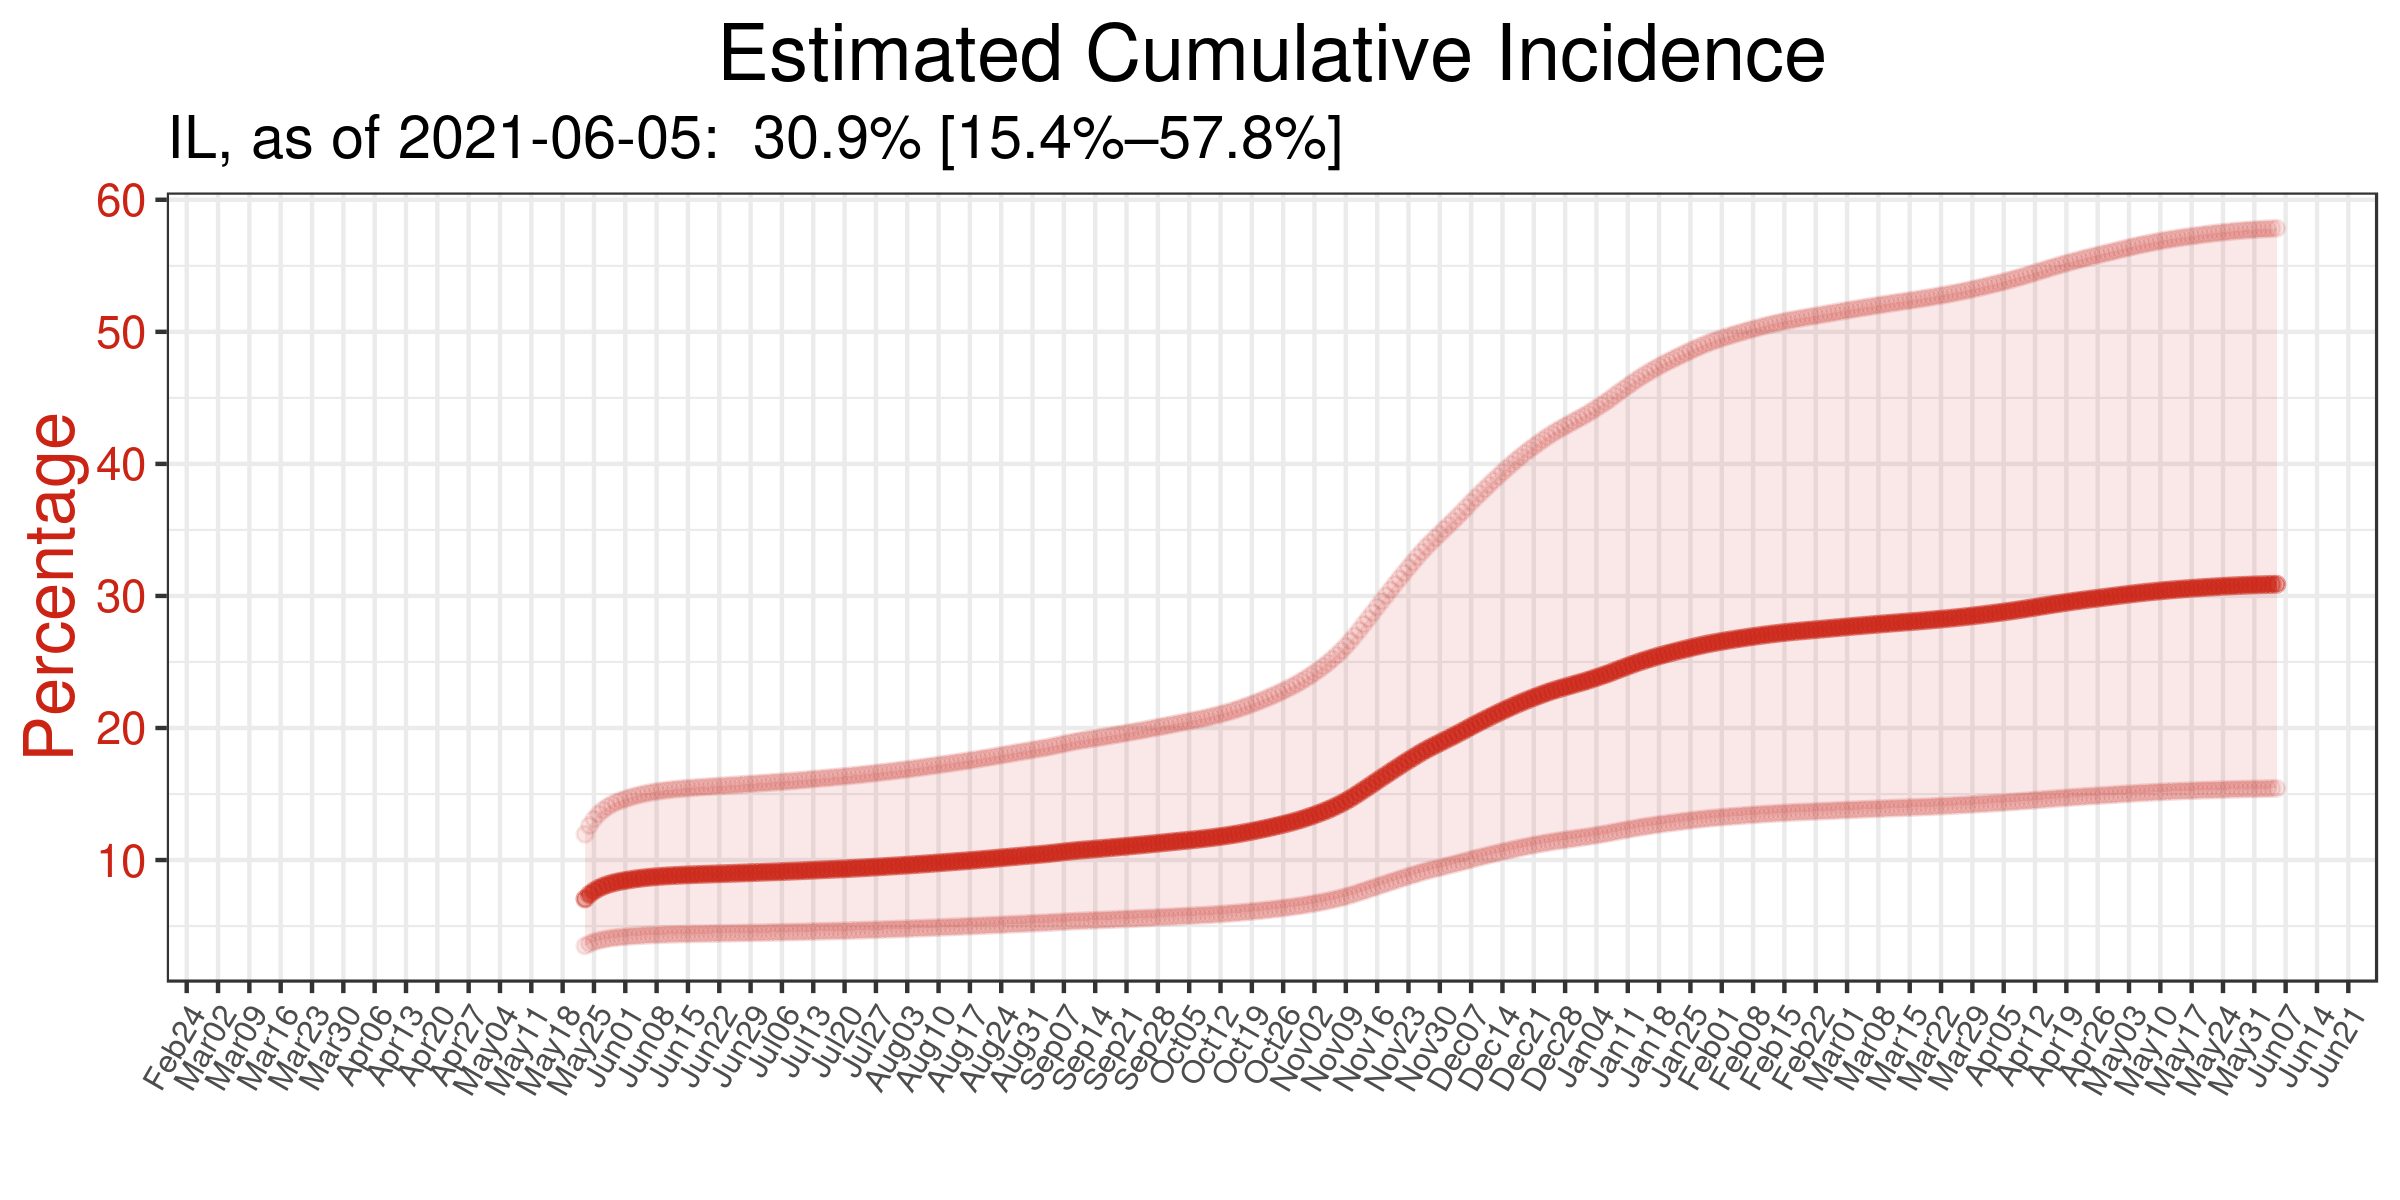 Estimated Cumulative Incidence
IL, as of 2021-06-05:  30.9% [15.4%–57.8%]
Percentage
60
50
40
30
20
10
Feb24
Mar02
Mar09
Mar16
Mar23
Mar30
Apr06
Apr13
Apr20
Apr27
May04
May11
May18
May25
Jun01
Jun08
Jun15
Jun22
Jun29
Jul06
Jul13
Jul20
Jul27
Aug03
Aug10
Aug17
Aug24
Aug31
Sep07
Sep14
Sep21
Sep28
Oct05
Oct12
Oct19
Oct26
Nov02
Nov09
Nov16
Nov23
Nov30
Dec07
Dec14
Dec21
Dec28
Jan04
Jan11
Jan18
Jan25
Feb01
Feb08
Feb15
Feb22
Mar01
Mar08
Mar15
Mar22
Mar29
Apr05
Apr12
Apr19
Apr26
May03
May10
May17
May24
May31
Jun07
Jun14
Jun21